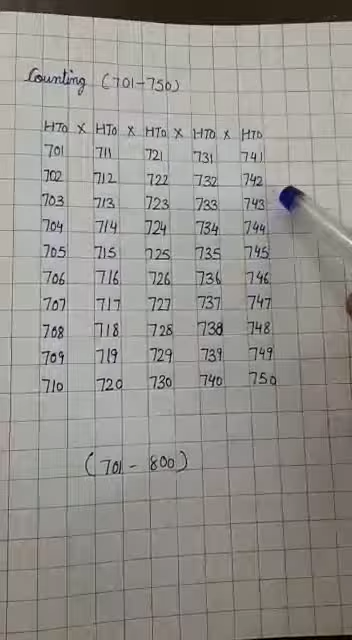 Counting (701-750)
HTO x HTO x HTO x HTO x HTO
701 711 721 731 741
702 712 722 732 742
703 713 723 733 743
704 714 724 734 744
705 715 725 735 745
706 716 726 736 746
707 717 727 737 747
708 718 728 738 748
709 719 729 739 749
710 720 730 740 750
(701 - 800)